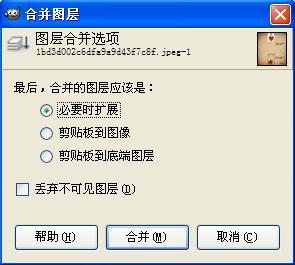 合并图层
图层合并选项
1bd3d002c6dfa9a9d43f7c8f.jpeg-1
最后，合并的图层应该是：
必要时扩展
剪贴板到图像
剪贴板到底端图层
丢弃不可见图层(D)
帮助(H) 合并(M) 取消(C)